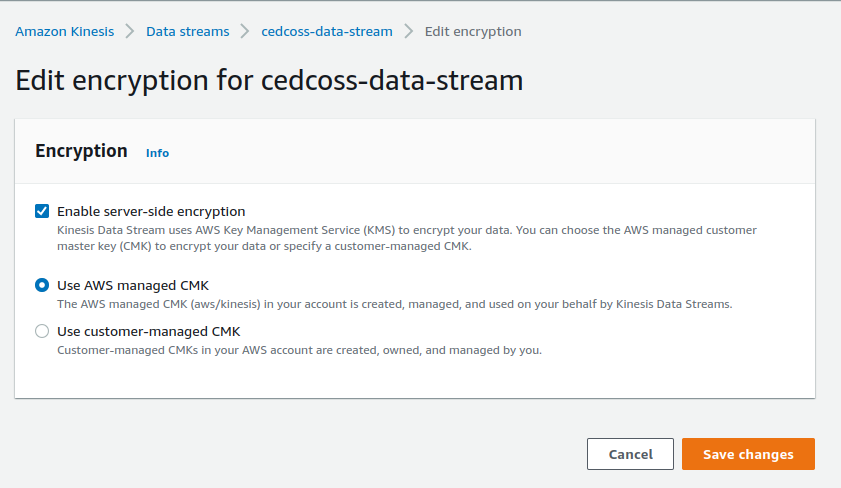 Amazon Kinesis Data streams cedcoss-data-stream Edit encryption
Edit encryption for cedcoss-data-stream
Encryption Info
Enable server-side encryption
Kinesis Data Stream uses AWS Key Management Service (KMS) to encrypt your data. You can choose the AWS managed customer
master key (CMK) to encrypt your data or specify a customer-managed CMK.
Use AWS managed CMK
The AWS managed CMK (aws/kinesis) in your account is created, managed, and used on your behalf by Kinesis Data Streams.
Use customer-managed CMK
Customer-managed CMKs in your AWS account are created, owned, and managed by you.
Cancel Save changes